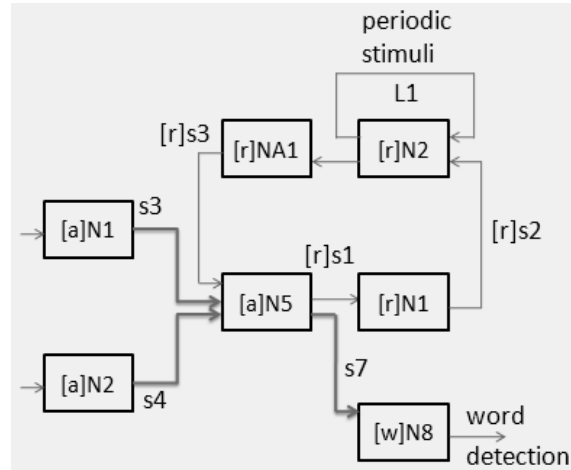 periodic
stimuli
L1
[r]s3
[r]NA1
[r]N2
s3
[a]N1
[r]s2
[r]s1
[a]N5
[r]N1
[a]N2
s4
s7
[w]N8
word
detection